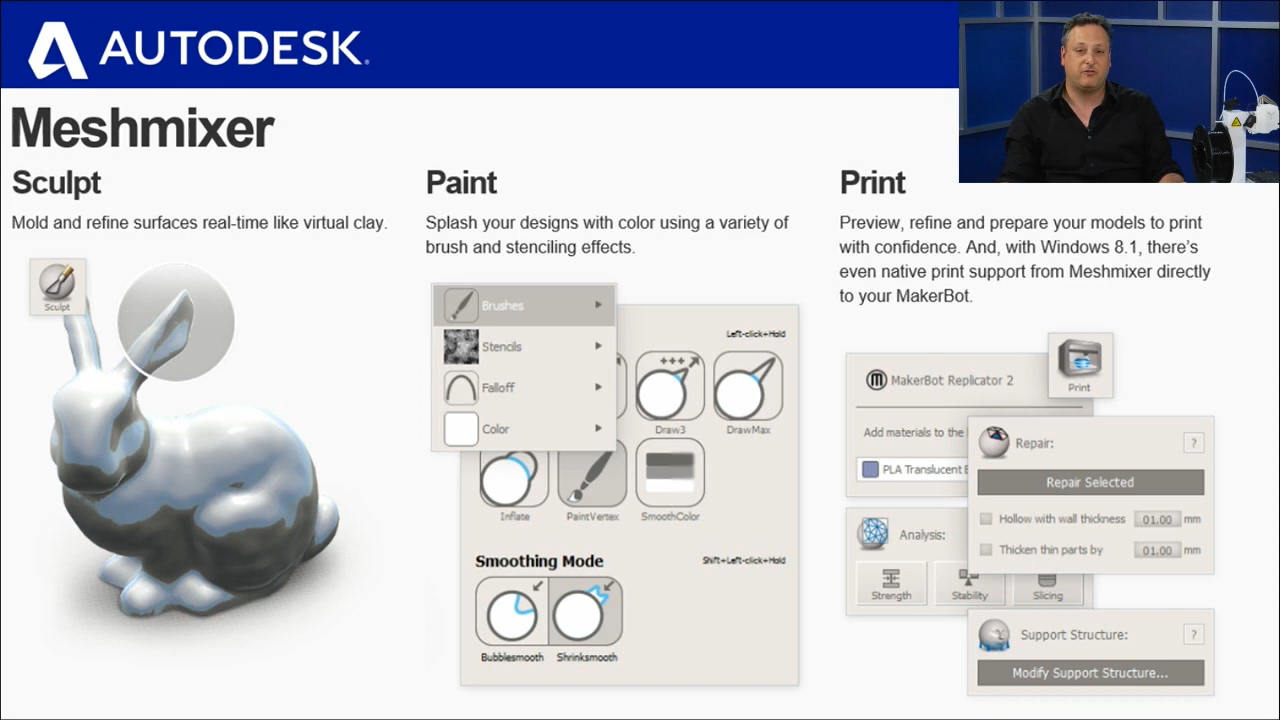 AUTODESK.
Meshmixer
Sculpt
Mold and refine surfaces real-time like virtual clay.
Sculpt
Paint
Splash your designs with color using a variety of
brush and stenciling effects.
Brushes
Stencils
Falloff
Color
Left-click+Hold
Draw3
DrawMax
Inflate
PaintVertex
SmoothColor
Smoothing Mode
Shift+Left-click+Hold
Bubblesmooth
Shrinksmooth
Print
Preview, refine and prepare your models to print
with confidence. And, with Windows 8.1, there's
even native print support from Meshmixer directly
to your MakerBot.
Print
MakerBot Replicator 2
Add materials to the
PLA Translucent
Analysis:
Strength
Stability
Slicing
Repair:
?
Repair Selected
Hollow with wall thickness 01.00 mm
Thicken thin parts by 01.00 mm
Support Structure:
?
Modify Support Structure...